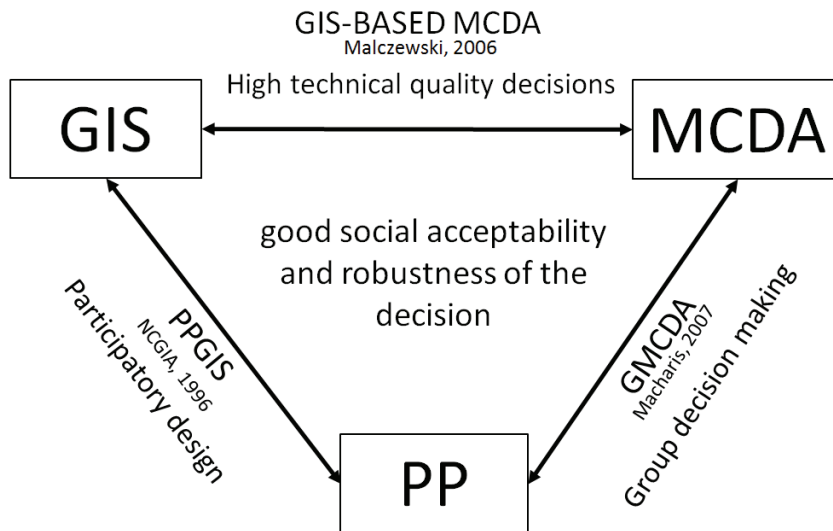 GIS-BASED MCDA
Malczewski, 2006
High technical quality decisions
GIS
MCDA
good social acceptability
and robustness of the
decision
PPGIS
NCGIA, 1996
Participatory design
GMCDA
Macharis, 2007
Group decision making
PP